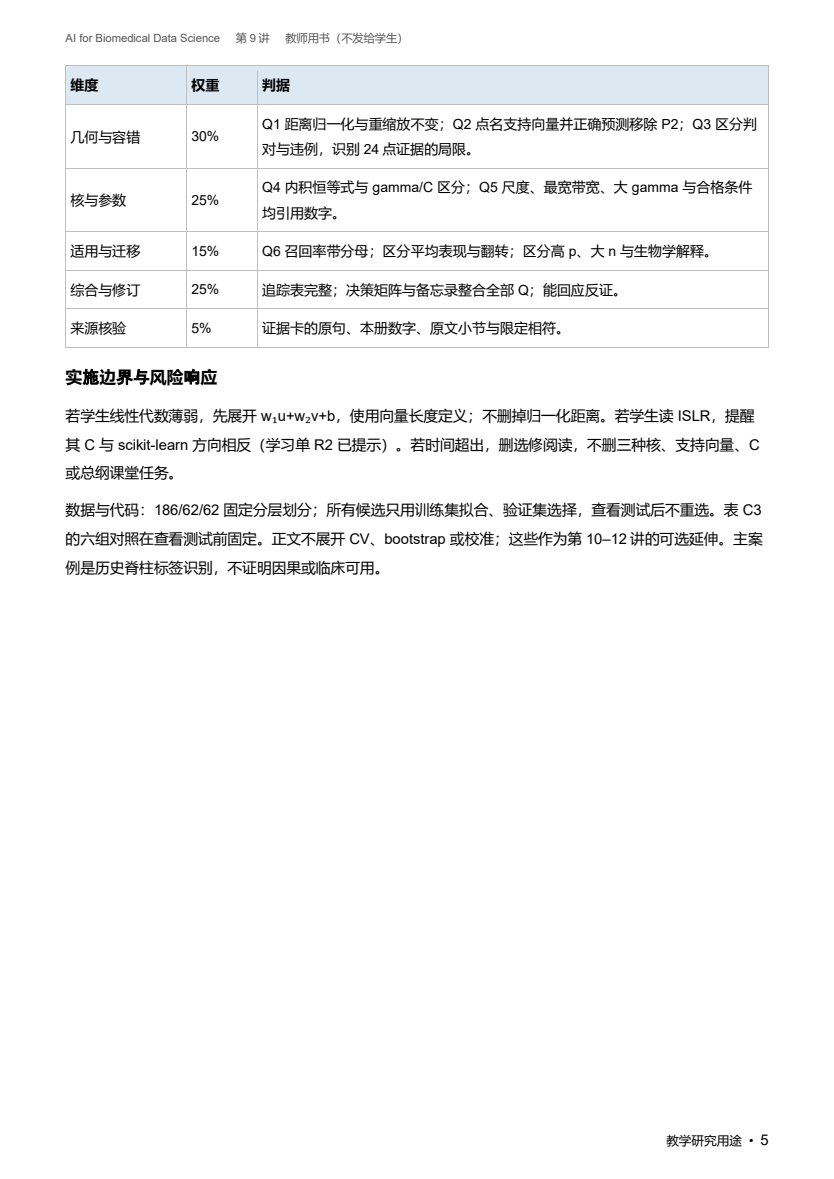 AI for Biomedical Data Science 第 9 讲 教师用书（不发给学生）
维度 权重 判据
几何与容错 30% Q1 距离归一化与重缩放不变；Q2 点名支持向量并正确预测移除 P2；Q3 区分判
对与违例，识别 24 点证据的局限。
核与参数 25% Q4 内积恒等式与 gamma/C 区分；Q5 尺度、最宽带宽、大 gamma 与合格条件
均引用数字。
适用与迁移 15% Q6 召回率带分母；区分平均表现与翻转；区分高 p、大 n 与生物学解释。
综合与修订 25% 追踪表完整；决策矩阵与备忘录整合全部 Q；能回应反证。
来源核验 5% 证据卡的原句、本册数字、原文小节与限定相符。
实施边界与风险响应
若学生线性代数薄弱，先展开 w₁u+w₂v+b，使用向量长度定义；不删掉归一化距离。若学生读 ISLR，提醒
其 C 与 scikit-learn 方向相反（学习单 R2 已提示）。若时间超出，删选修阅读，不删三种核、支持向量、C
或总纲课堂任务。
数据与代码：186/62/62 固定分层划分；所有候选只用训练集拟合、验证集选择，查看测试后不重选。表 C3
的六组对照在查看测试前固定。正文不展开 CV、bootstrap 或校准；这些作为第 10–12 讲的可选延伸。主案
例是历史脊柱标签识别，不证明因果或临床可用。
教学研究用途 • 5